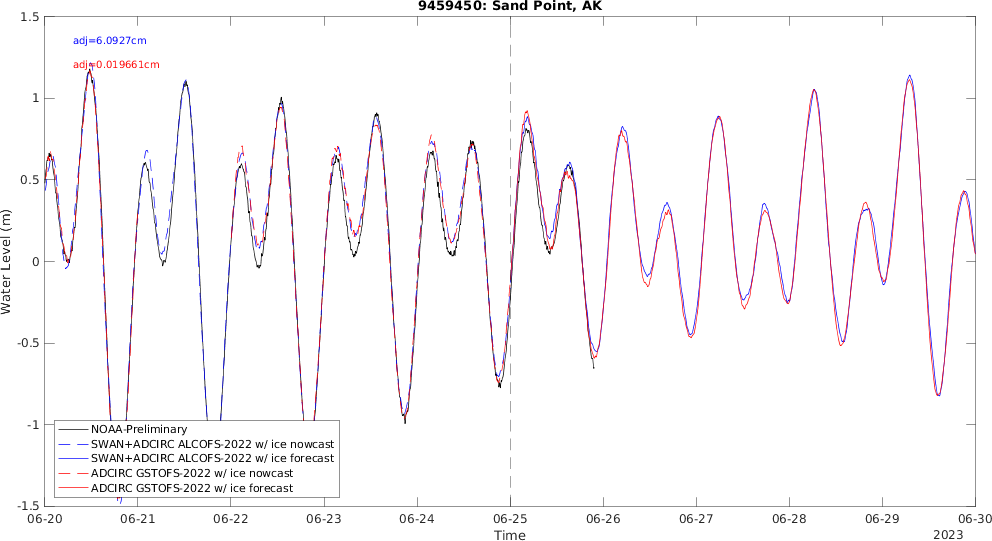 9459450: Sand Point, AK
1.5
adj=6.0927cm
adj=0.019661cm
1
0.5
0
-0.5
-1
-1.5
Water Level (m)
NOAA-Preliminary
SWAN+ADCIRC ALCOFS-2022 w/ ice nowcast
SWAN+ADCIRC ALCOFS-2022 w/ ice forecast
ADCIRC GSTOFS-2022 w/ ice nowcast
ADCIRC GSTOFS-2022 w/ ice forecast
06-20 06-21 06-22 06-23 06-24 06-25 06-26 06-27 06-28 06-29 06-30
Time
2023